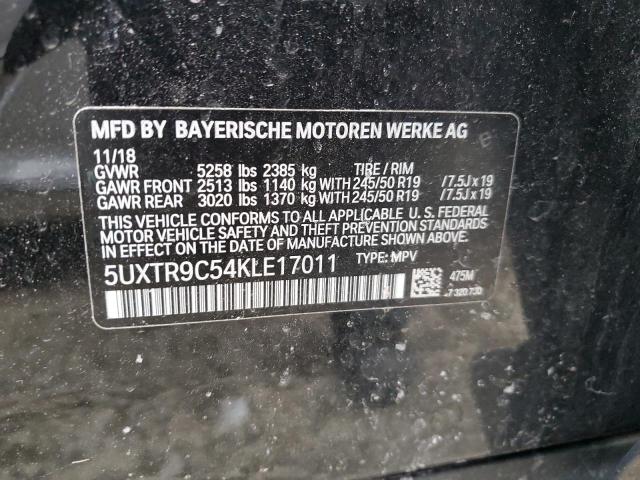 MFD BY BAYERISCHE MOTOREN WERKE AG
11/18
GVWR 5258 lbs 2385 kg TIRE / RIM
GAWR FRONT 2513 lbs 1140 kg WITH 245/50 R19 /7.5J x 19
GAWR REAR 3020 lbs 1370 kg WITH 245/50 R19 /7.5J x 19
THIS VEHICLE CONFORMS TO ALL APPLICABLE U. S. FEDERAL
MOTOR VEHICLE SAFETY AND THEFT PREVENTION STANDARDS
IN EFFECT ON THE DATE OF MANUFACTURE SHOWN ABOVE.
5UXTR9C54KLE17011 TYPE: MPV
475M
7 320 730